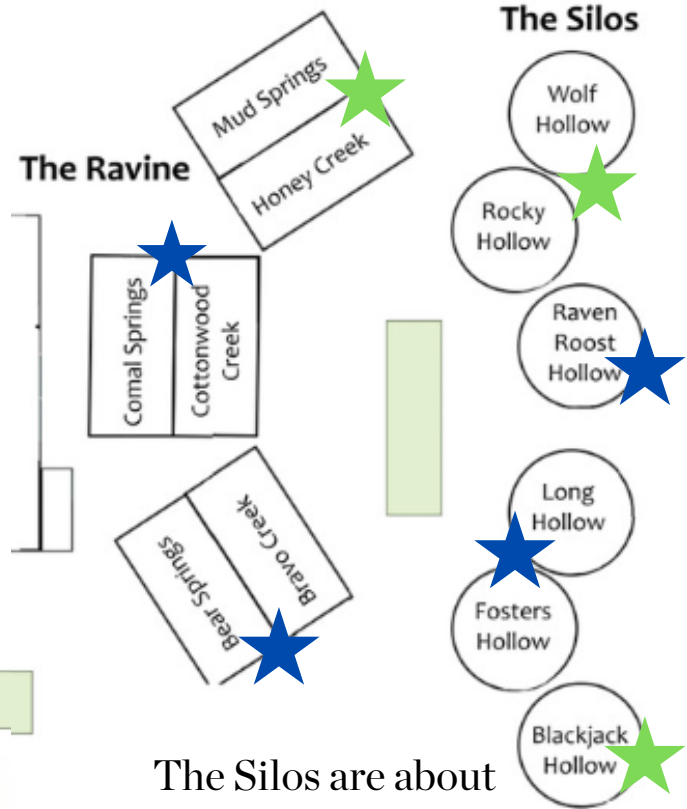 The Silos
The Ravine
Mud Springs
Honey Creek
Comal Springs
Cottonwood
Creek
Bear Springs
Bravo Creek
Wolf
Hollow
Rocky
Hollow
Raven
Roost
Hollow
Long
Hollow
Fosters
Hollow
Blackjack
Hollow
The Silos are about